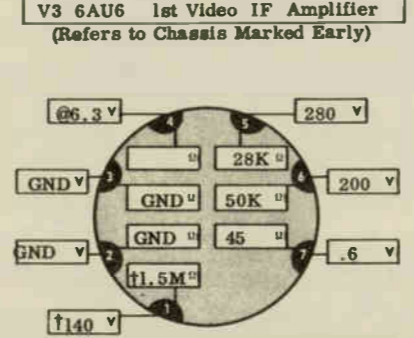 V3 6AU6 1st Video IF Amplifier
(Refers to Chassis Marked Early)
@6.3 V
280 V
4
5
Ω
28K Ω
GND V
3
6
200 V
GND Ω
50K Ω
GND Ω
45 Ω
GND V
2
7
.6 V
†1.5M Ω
1
†140 V